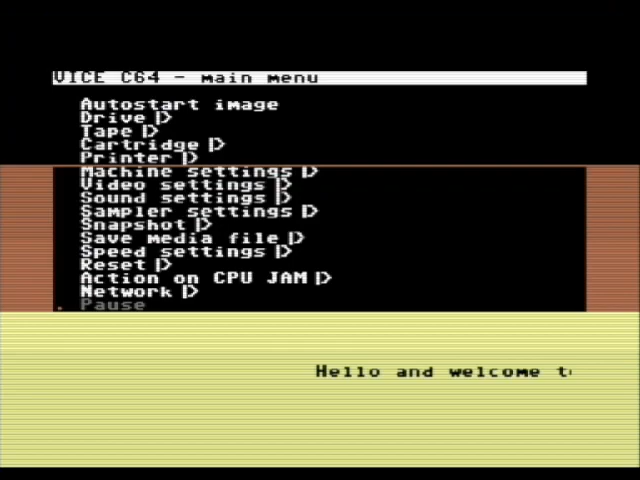 VICE C64 - main menu
Autostart image
Drive
Tape
Cartridge
Printer
Machine settings
Video settings
Sound settings
Sampler settings
Snapshot
Save media file
Speed settings
Reset
Action on CPU JAM
Network
Pause
Hello and welcome